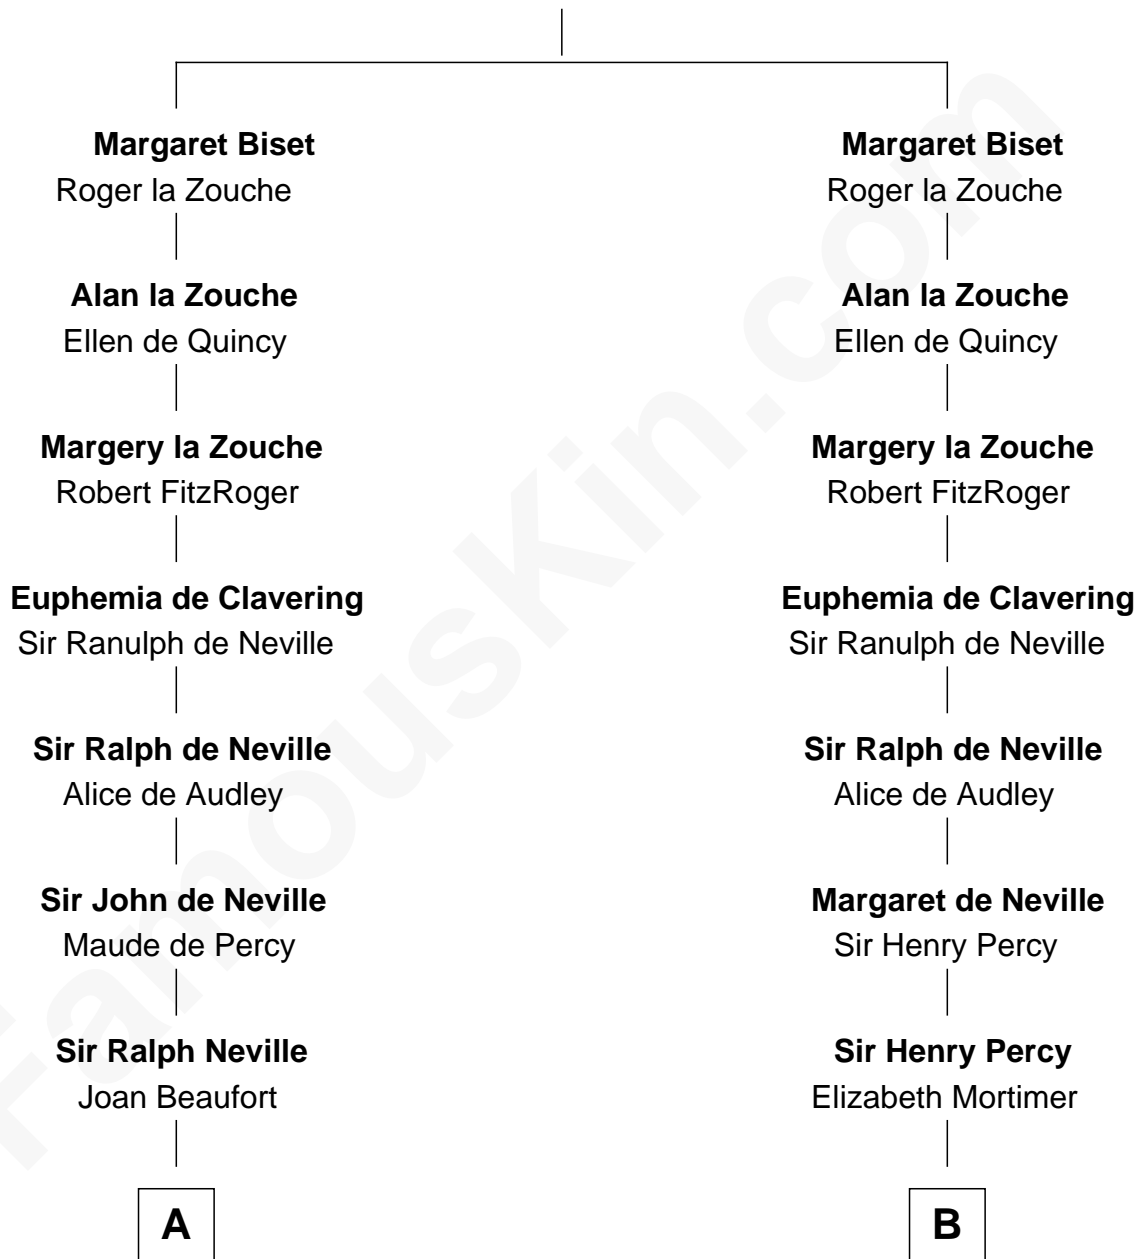 Margaret Biset
Roger la Zouche
Alan la Zouche
Ellen de Quincy
Margery la Zouche
Robert FitzRoger
Euphemia de Clavering
Sir Ranulph de Neville
Sir Ralph de Neville
Alice de Audley
Sir John de Neville
Maude de Percy
Sir Ralph Neville
Joan Beaufort
A
Margaret Biset
Roger la Zouche
Alan la Zouche
Ellen de Quincy
Margery la Zouche
Robert FitzRoger
Euphemia de Clavering
Sir Ranulph de Neville
Sir Ralph de Neville
Alice de Audley
Margaret de Neville
Sir Henry Percy
Sir Henry Percy
Elizabeth Mortimer
B
FamousKin.com